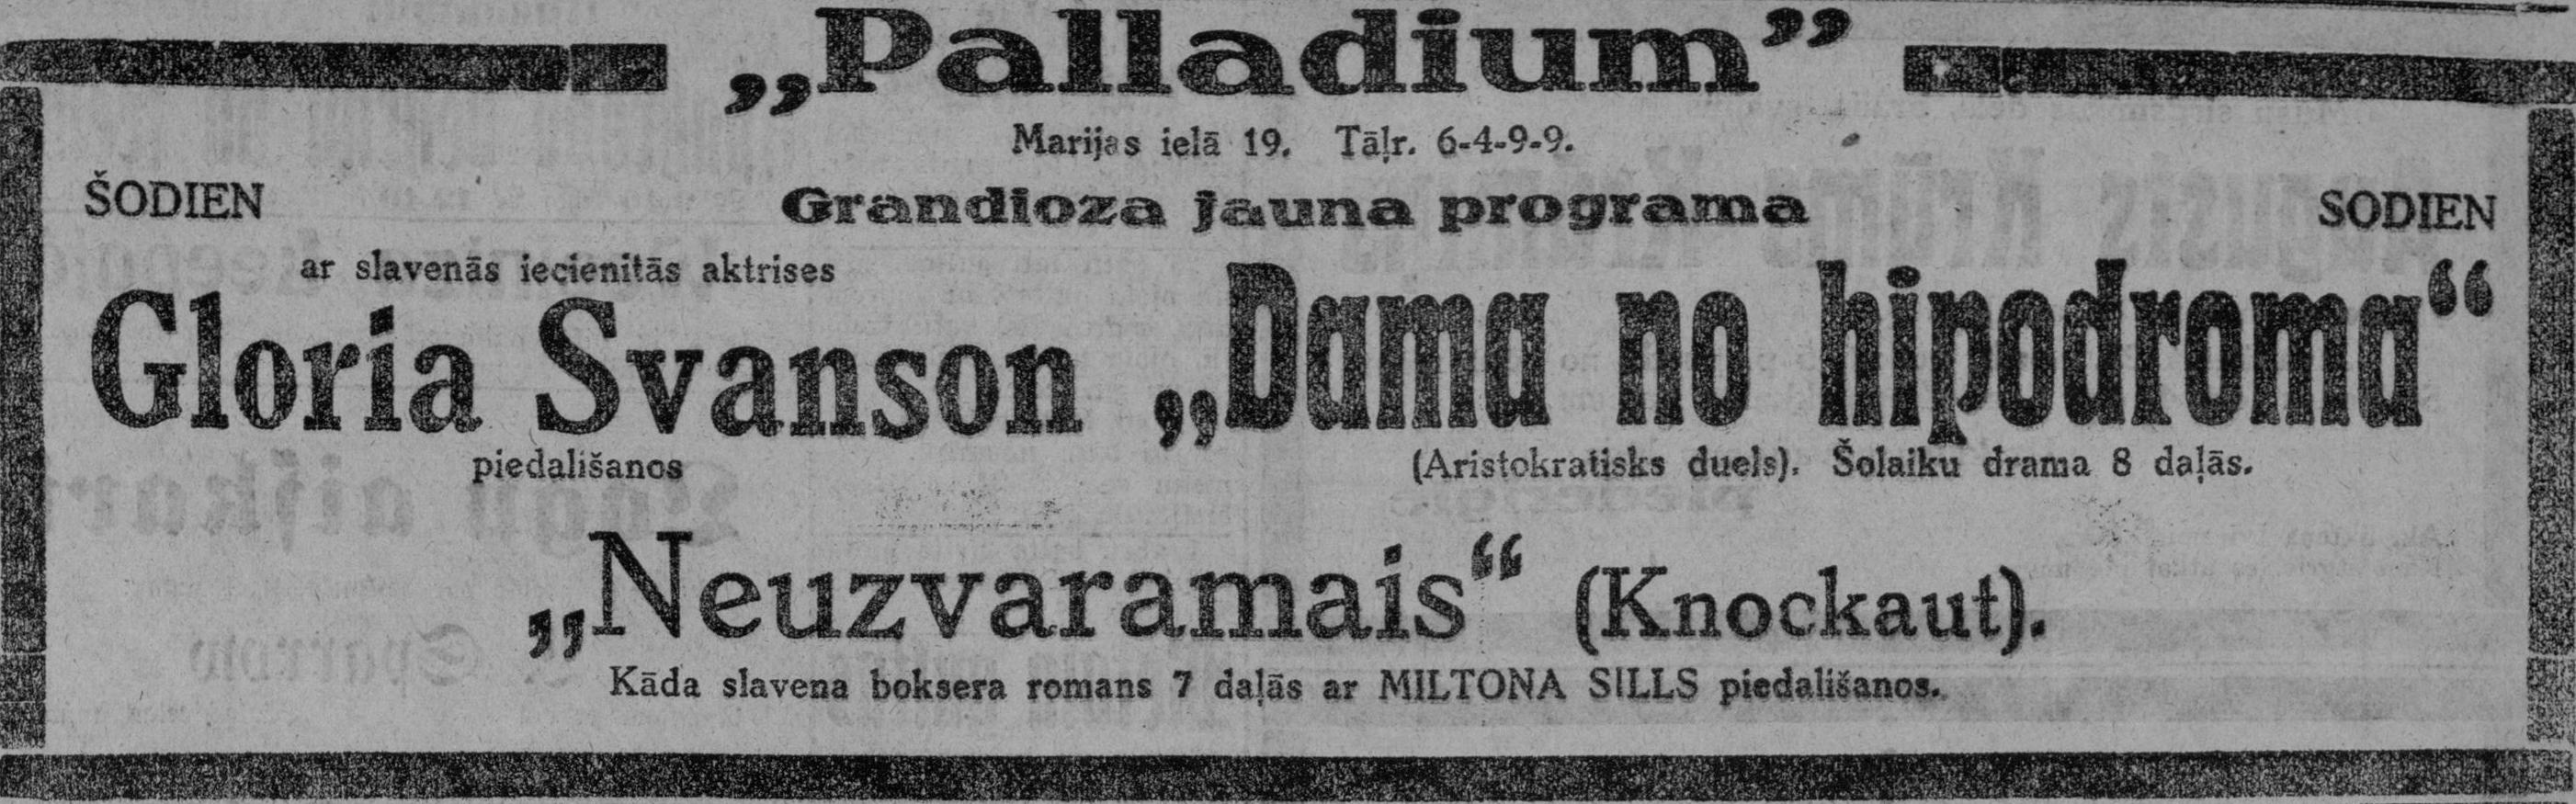 „Palladium”
Marijas ielā 19. Tāļr. 6-4-9-9.
ŠODIEN Grandioza jauna programa SODIEN
ar slavenās iecienitās aktrises
Gloria Svanson „Dama no hipodroma“
piedališanos (Aristokratisks duels). Šolaiku drama 8 daļās.
„Neuzvaramais“ (Knockaut).
Kāda slavena boksera romans 7 daļās ar MILTONA SILLS piedališanos.